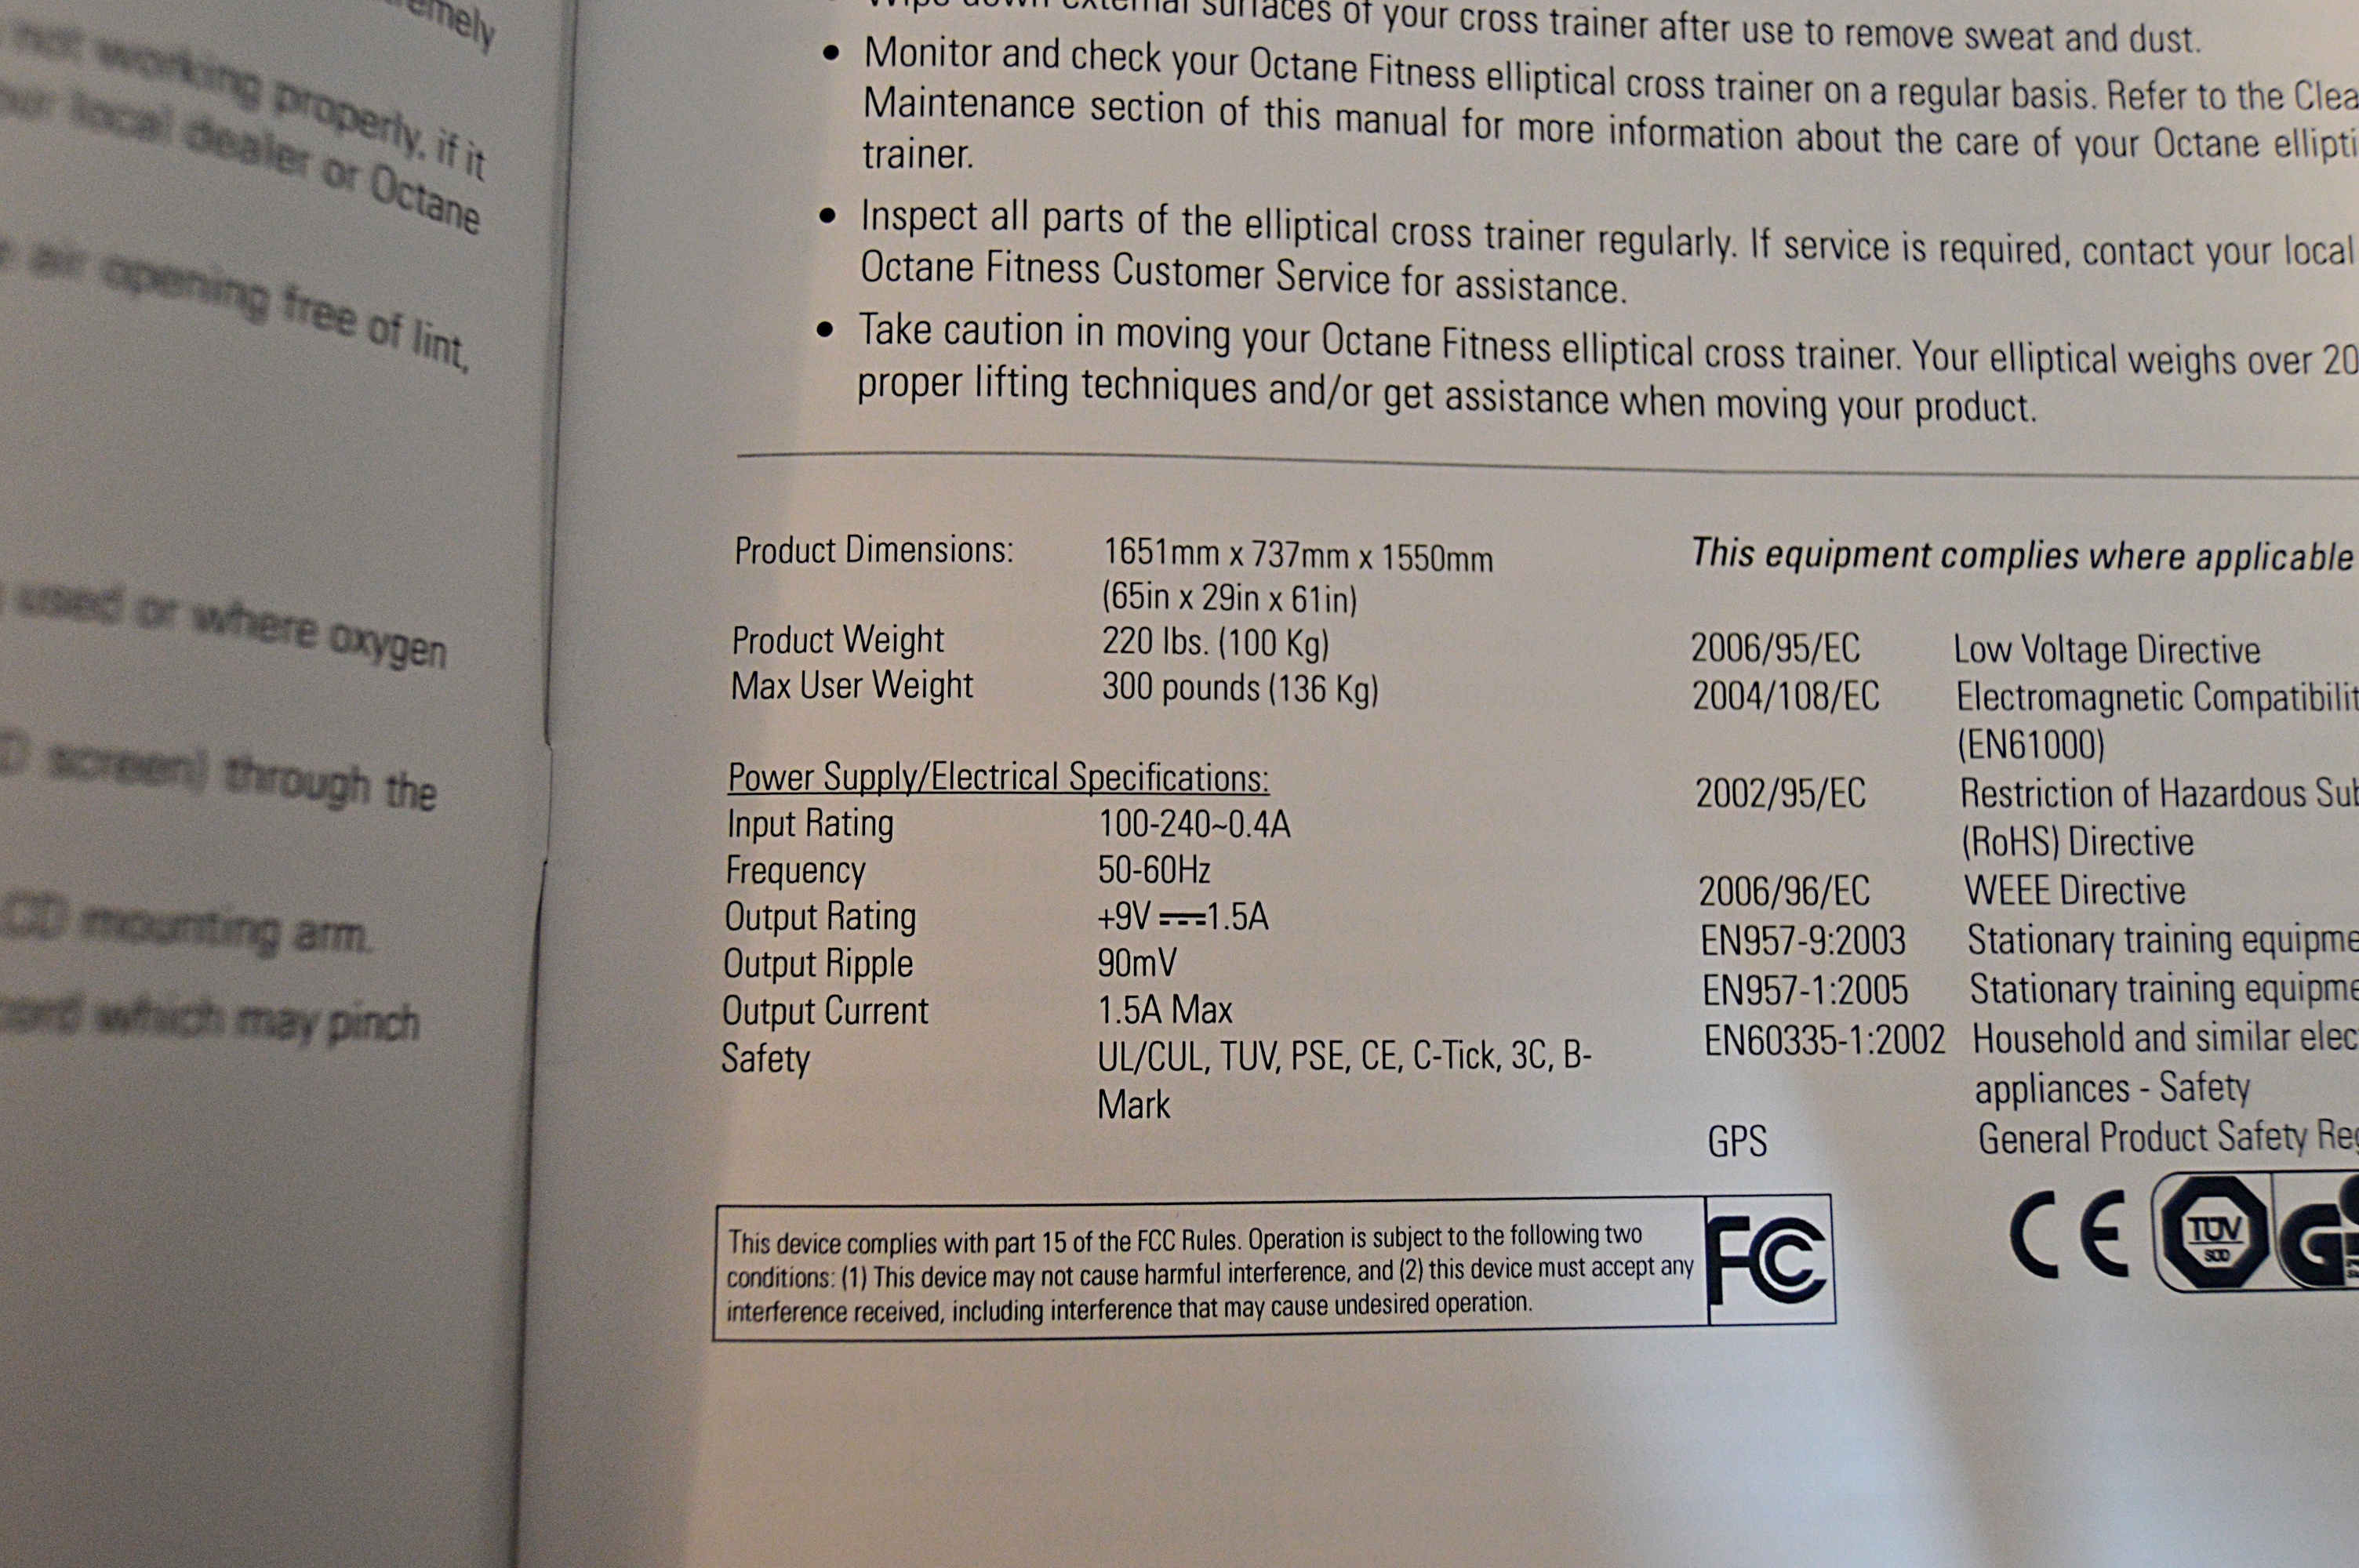 not working properly, if it
our local dealer or Octane
air opening free of lint,
used or where oxygen
screen) through the
LCD mounting arm.
cord which may pinch
Wipe down external surfaces of your cross trainer after use to remove sweat and dust.
• Monitor and check your Octane Fitness elliptical cross trainer on a regular basis. Refer to the Clea
Maintenance section of this manual for more information about the care of your Octane ellipti
trainer.
• Inspect all parts of the elliptical cross trainer regularly. If service is required, contact your local
Octane Fitness Customer Service for assistance.
• Take caution in moving your Octane Fitness elliptical cross trainer. Your elliptical weighs over 20
proper lifting techniques and/or get assistance when moving your product.
Product Dimensions: 1651mm x 737mm x 1550mm
(65in x 29in x 61in)
Product Weight 220 lbs. (100 Kg)
Max User Weight 300 pounds (136 Kg)
Power Supply/Electrical Specifications:
Input Rating 100-240~0.4A
Frequency 50-60Hz
Output Rating +9V ⎓1.5A
Output Ripple 90mV
Output Current 1.5A Max
Safety UL/CUL, TUV, PSE, CE, C-Tick, 3C, B-
Mark
This equipment complies where applicable
2006/95/EC Low Voltage Directive
2004/108/EC Electromagnetic Compatibilit
(EN61000)
2002/95/EC Restriction of Hazardous Sub
(RoHS) Directive
2006/96/EC WEEE Directive
EN957-9:2003 Stationary training equipme
EN957-1:2005 Stationary training equipme
EN60335-1:2002 Household and similar elec
appliances - Safety
GPS General Product Safety Reg
This device complies with part 15 of the FCC Rules. Operation is subject to the following two
conditions: (1) This device may not cause harmful interference, and (2) this device must accept any
interference received, including interference that may cause undesired operation.
FC
CE
TÜV
SÜD
GS